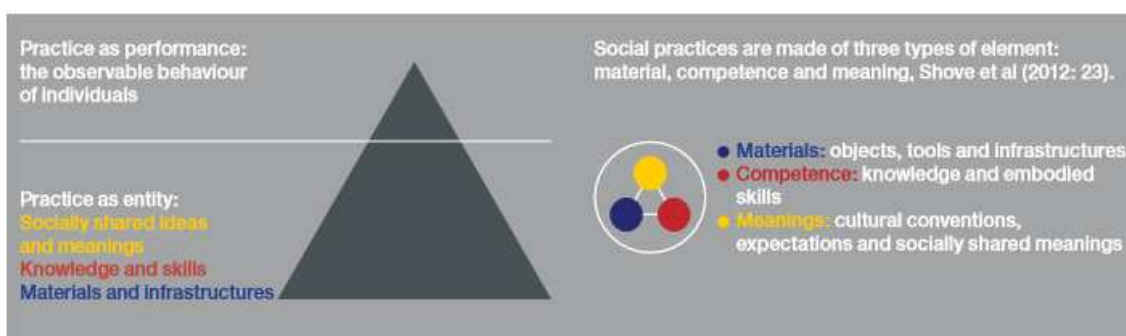 Practice as performance:
the observable behaviour
of individuals
Practice as entity:
Socially shared ideas
and meanings
Knowledge and skills
Materials and infrastructures
Social practices are made of three types of element:
material, competence and meaning, Shove et al (2012: 23).
Materials: objects, tools and infrastructures
Competence: knowledge and embodied
skills
Meanings: cultural conventions,
expectations and socially shared meanings